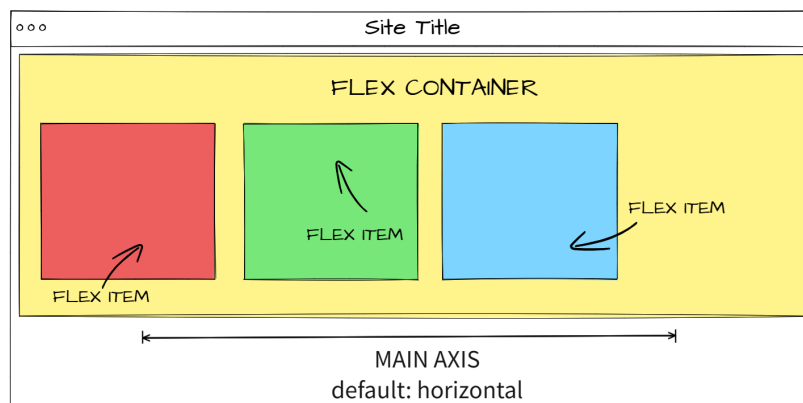 Site Title
FLEX CONTAINER
FLEX ITEM
FLEX ITEM
FLEX ITEM
MAIN AXIS
default: horizontal